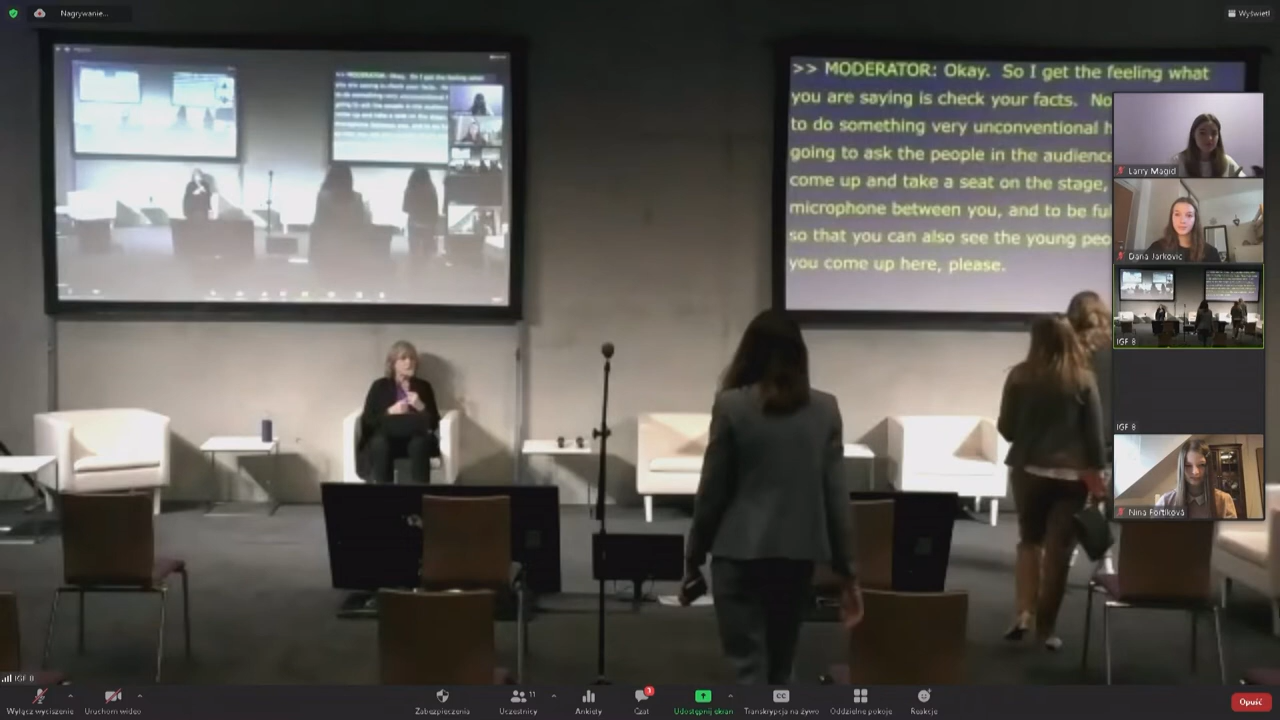 Nagrywanie...
Wyświetl
>> MODERATOR: Okay. So I get the feeling what
you are saying is check your facts. No
to do something very unconventional h
going to ask the people in the audience
come up and take a seat on the stage,
microphone between you, and to be ful
so that you can also see the young peo
you come up here, please.
Larry Magid
Dana Jarkovic
IGF 8
IGF 8
Nina Fortiková
IGF 8
Wyłącz wyciszenie
Uruchom wideo
Zabezpieczenia
Uczestnicy
11
Ankiety
Czat
Udostępnij ekran
CC
Transkrypcja na żywo
Oddzielne pokoje
Reakcje
Opuść